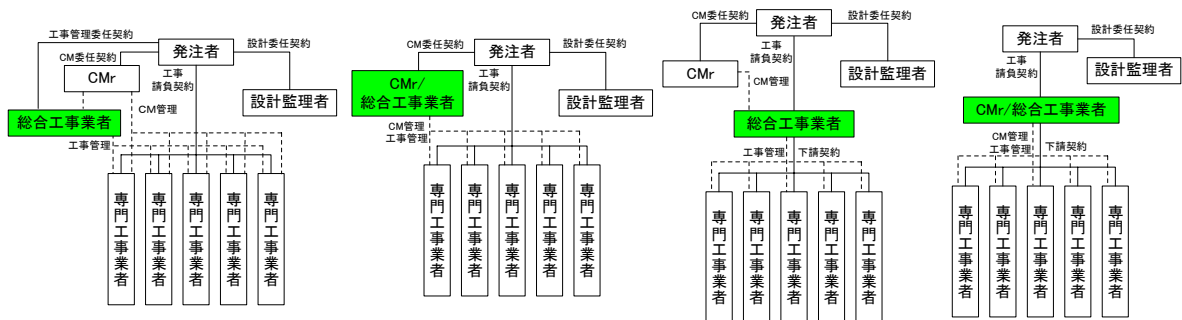 工事管理委任契約
CM委任契約
発注者
設計委任契約
CMr
工事
請負契約
設計監理者
CM管理
総合工事業者
工事管理
専門工事業者
専門工事業者
専門工事業者
専門工事業者
専門工事業者
CM委任契約
発注者
設計委任契約
CMr/
総合工事業者
工事
請負契約
設計監理者
CM管理
工事管理
専門工事業者
専門工事業者
専門工事業者
専門工事業者
専門工事業者
CM委任契約
発注者
設計委任契約
CMr
工事
請負契約
CM管理
設計監理者
総合工事業者
工事管理
下請契約
専門工事業者
専門工事業者
専門工事業者
専門工事業者
専門工事業者
発注者
設計委任契約
工事
請負契約
設計監理者
CMr/総合工事業者
CM管理
工事管理
下請契約
専門工事業者
専門工事業者
専門工事業者
専門工事業者
専門工事業者